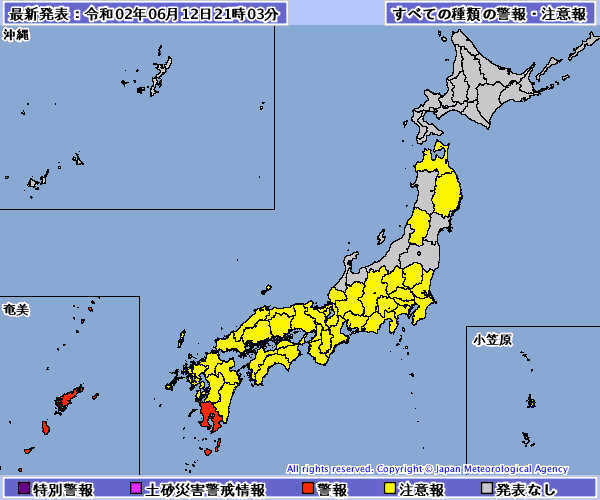 最新発表：令和02年06月12日21時03分
すべての種類の警報・注意報
沖縄
奄美
小笠原
All rights reserved. Copyright © Japan Meteorological Agency
特別警報 土砂災害警戒情報 警報 注意報 発表なし